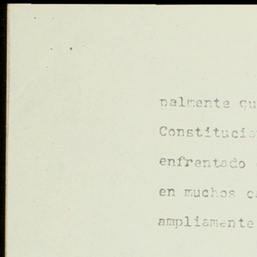 palmente qu
Constitucio
enfrentado
en muchos c
ampliamente